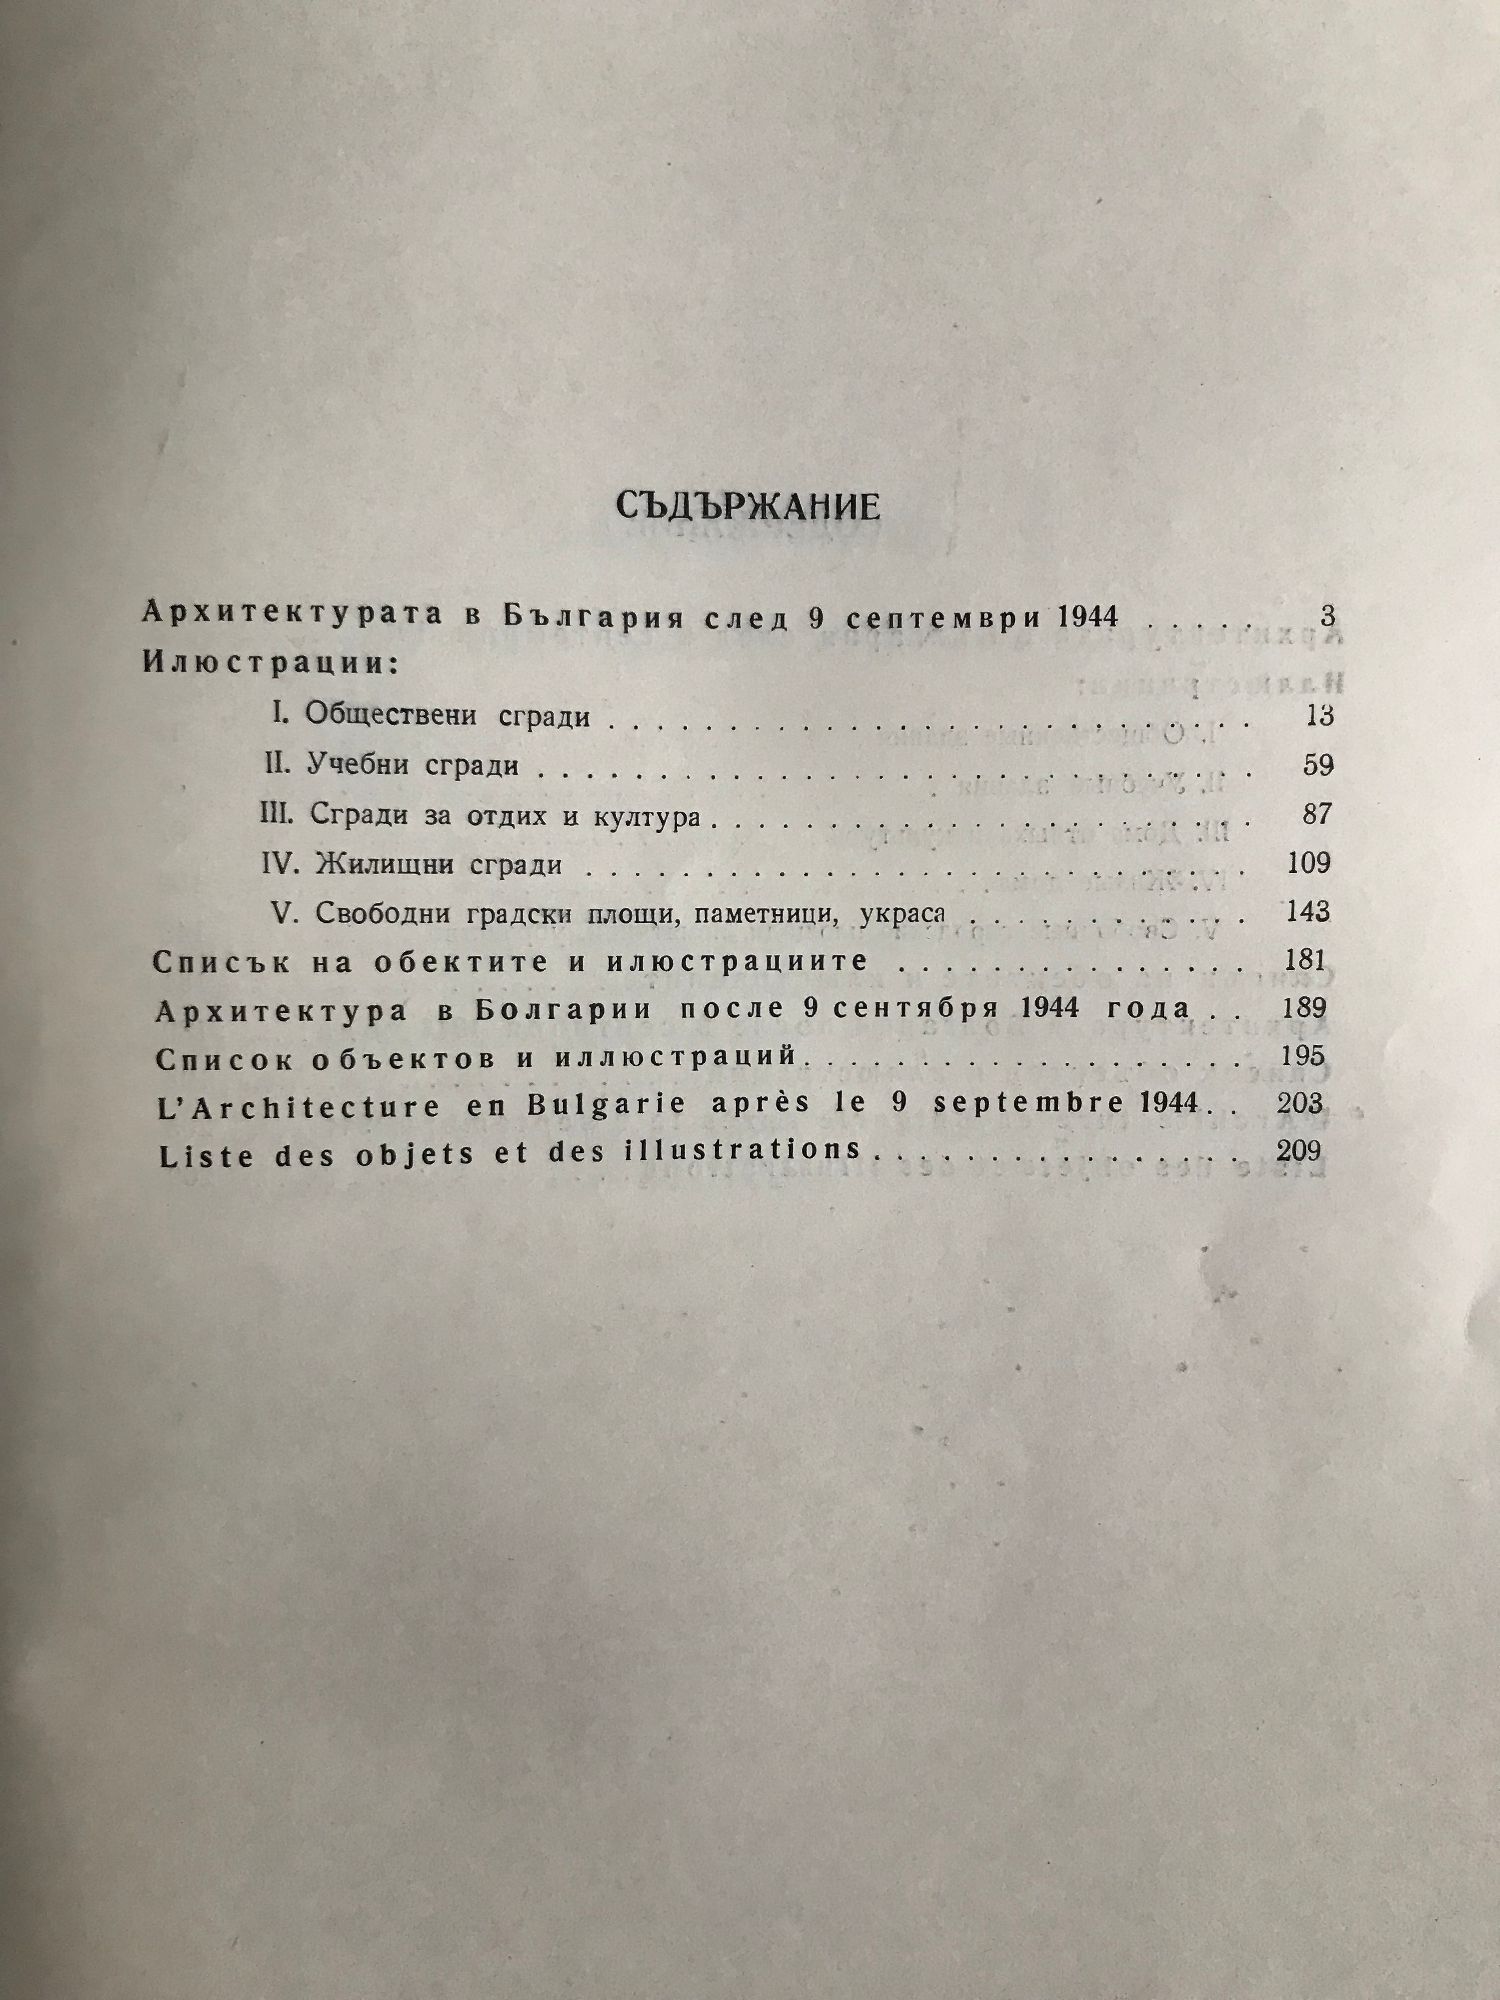 СЪДЪРЖАНИЕ
Архитектурата в България след 9 септември 1944 . . . . . 3
Илюстрации:
I. Обществени сгради . . . . . . . . . . . . . . . . . . . . . . . . . . . 13
II. Учебни сгради . . . . . . . . . . . . . . . . . . . . . . . . . . . . . . 59
III. Сгради за отдих и култура . . . . . . . . . . . . . . . . . . . . . . . 87
IV. Жилищни сгради . . . . . . . . . . . . . . . . . . . . . . . . . . . . 109
V. Свободни градски площи, паметници, украса . . . . . . . . . . . . 143
Списък на обектите и илюстрациите . . . . . . . . . . . . . . . 181
Архитектура в Болгарии после 9 сентября 1944 года . . 189
Список объектов и иллюстраций . . . . . . . . . . . . . . . . . . . 195
L'Architecture en Bulgarie après le 9 septembre 1944 . . 203
Liste des objets et des illustrations . . . . . . . . . . . . . . . . 209